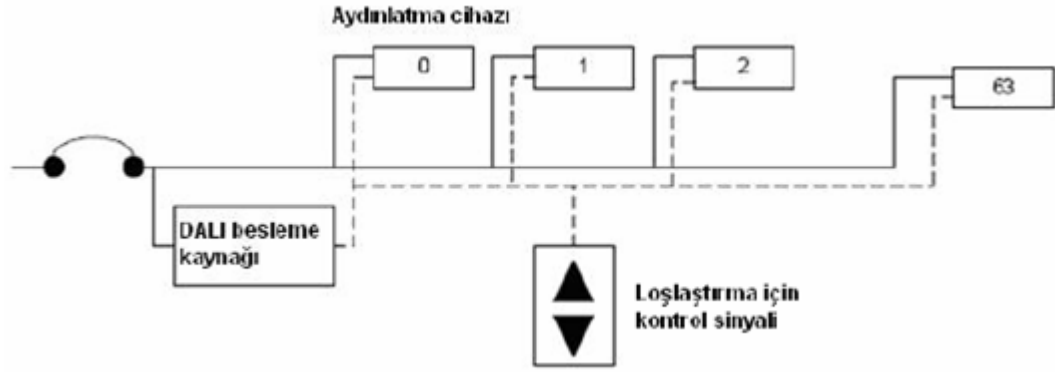 Aydınlatma cihazı
0
1
2
63
DALI besleme
kaynağı
Loşlaştırma için
kontrol sinyali